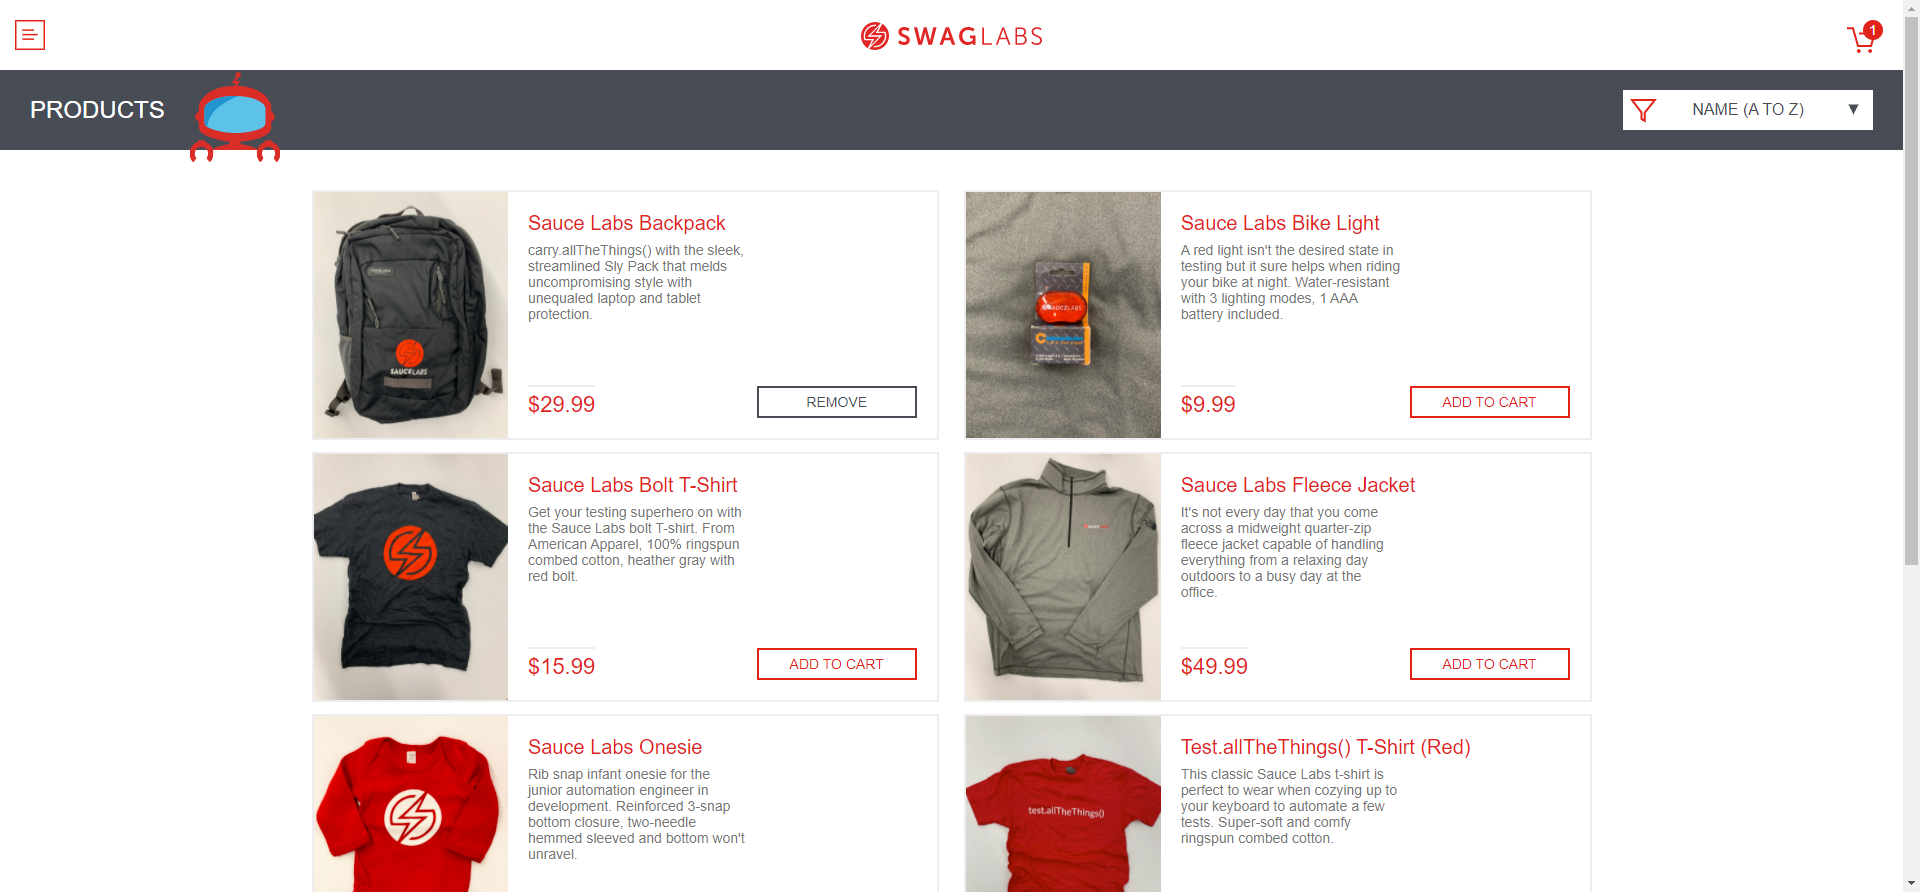 SWAGLABS
1
PRODUCTS
NAME (A TO Z)
Sauce Labs Backpack
carry.allTheThings() with the sleek,
streamlined Sly Pack that melds
uncompromising style with
unequaled laptop and tablet
protection.
SAUCELABS
$29.99
REMOVE
Sauce Labs Bike Light
A red light isn't the desired state in
testing but it sure helps when riding
your bike at night. Water-resistant
with 3 lighting modes, 1 AAA
battery included.
SAUCELABS
$9.99
ADD TO CART
Sauce Labs Bolt T-Shirt
Get your testing superhero on with
the Sauce Labs bolt T-shirt. From
American Apparel, 100% ringspun
combed cotton, heather gray with
red bolt.
$15.99
ADD TO CART
Sauce Labs Fleece Jacket
It's not every day that you come
across a midweight quarter-zip
fleece jacket capable of handling
everything from a relaxing day
outdoors to a busy day at the
office.
$49.99
ADD TO CART
Sauce Labs Onesie
Rib snap infant onesie for the
junior automation engineer in
development. Reinforced 3-snap
bottom closure, two-needle
hemmed sleeved and bottom won't
unravel.
Test.allTheThings() T-Shirt (Red)
This classic Sauce Labs t-shirt is
perfect to wear when cozying up to
your keyboard to automate a few
tests. Super-soft and comfy
ringspun combed cotton.
test.allTheThings()